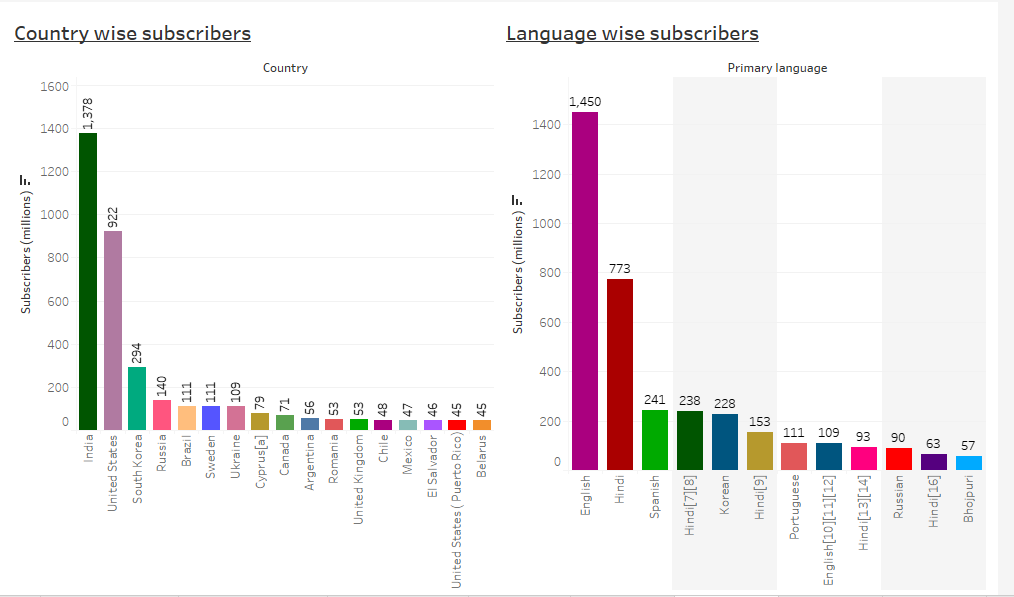 Country wise subscribers
Country
Subscribers (millions)
1600
1400
1200
1000
800
600
400
200
0
1,378
922
294
140
111
111
109
79
71
56
53
53
48
47
46
45
45
India
United States
South Korea
Russia
Brazil
Sweden
Ukraine
Cyprus[a]
Canada
Argentina
Romania
United Kingdom
Chile
Mexico
El Salvador
United States ( Puerto Rico)
Belarus
Language wise subscribers
Primary language
Subscribers (millions)
1400
1200
1000
800
600
400
200
0
1,450
773
241
238
228
153
111
109
93
90
63
57
English
Hindi
Spanish
Hindi[7][8]
Korean
Hindi[9]
Portuguese
English[10][11][12]
Hindi[13][14]
Russian
Hindi[16]
Bhojpuri